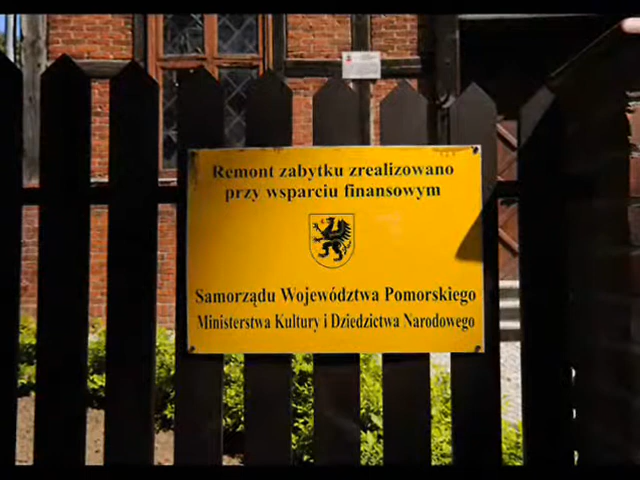 Remont zabytku zrealizowano
przy wsparciu finansowym
Samorządu Województwa Pomorskiego
Ministerstwa Kultury i Dziedzictwa Narodowego